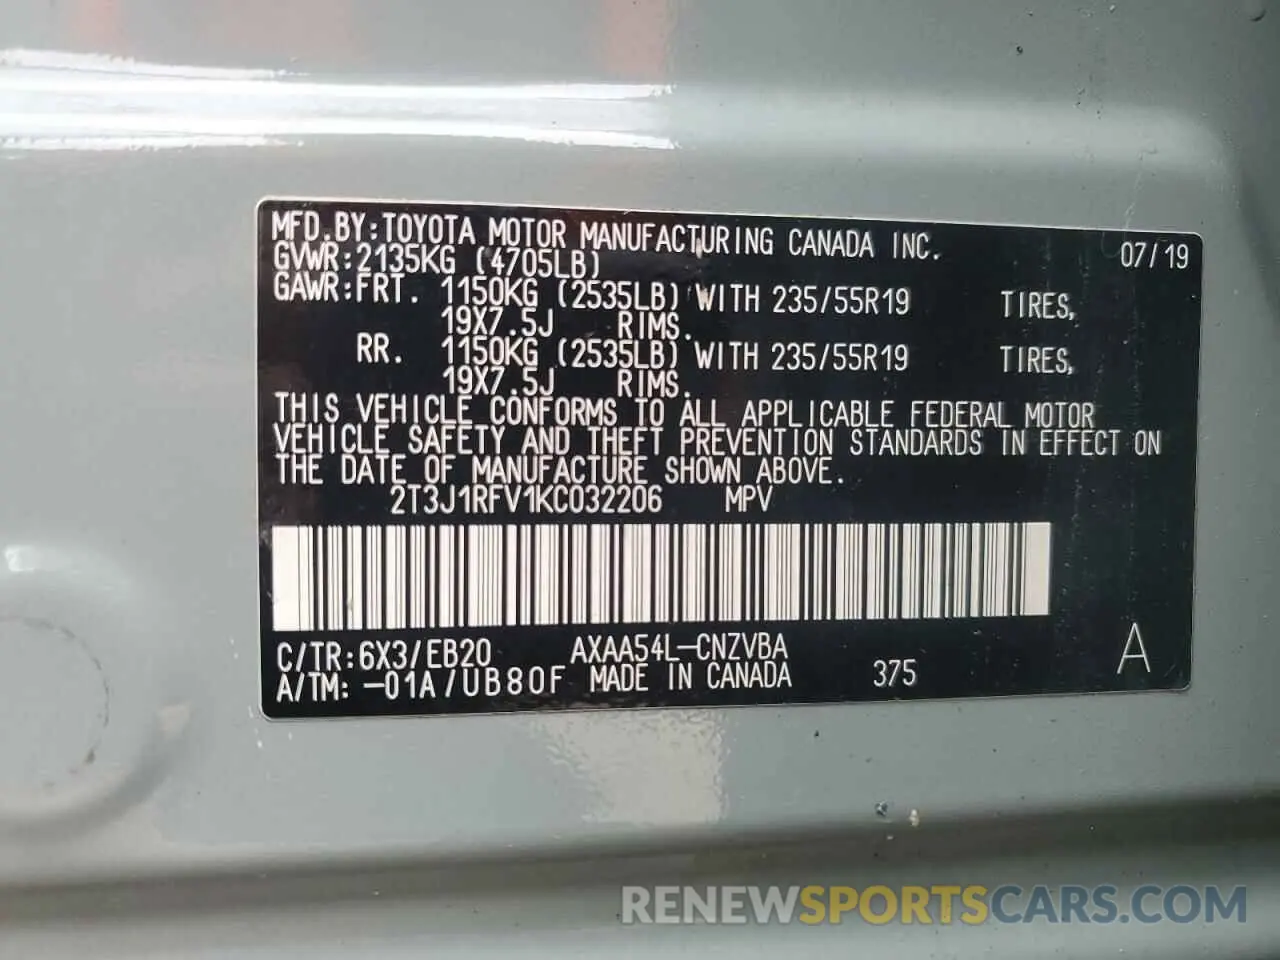 MFD.BY:TOYOTA MOTOR MANUFACTURING CANADA INC. 07/19
GVWR:2135KG (4705LB)
GAWR:FRT. 1150KG (2535LB) WITH 235/55R19 TIRES,
19X7.5J RIMS.
RR. 1150KG (2535LB) WITH 235/55R19 TIRES,
19X7.5J RIMS.
THIS VEHICLE CONFORMS TO ALL APPLICABLE FEDERAL MOTOR
VEHICLE SAFETY AND THEFT PREVENTION STANDARDS IN EFFECT ON
THE DATE OF MANUFACTURE SHOWN ABOVE.
2T3J1RFV1KC032206 MPV
C/TR:6X3/EB20 AXAA54L-CNZVBA A
A/TM: -01A/UB80F MADE IN CANADA 375
RENEWSPORTSCARS.COM